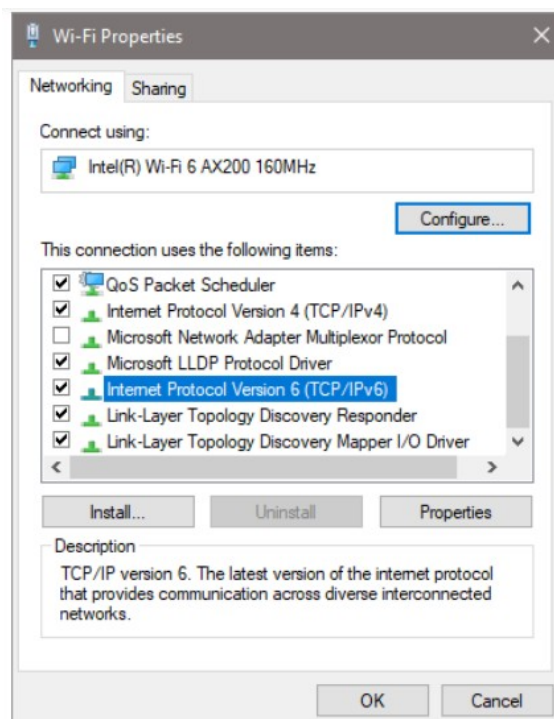 Wi-Fi Properties
Networking
Sharing
Connect using:
Intel(R) Wi-Fi 6 AX200 160MHz
Configure...
This connection uses the following items:
QoS Packet Scheduler
Internet Protocol Version 4 (TCP/IPv4)
Microsoft Network Adapter Multiplexor Protocol
Microsoft LLDP Protocol Driver
Internet Protocol Version 6 (TCP/IPv6)
Link-Layer Topology Discovery Responder
Link-Layer Topology Discovery Mapper I/O Driver
Install...
Uninstall
Properties
Description
TCP/IP version 6. The latest version of the internet protocol
that provides communication across diverse interconnected
networks.
OK
Cancel